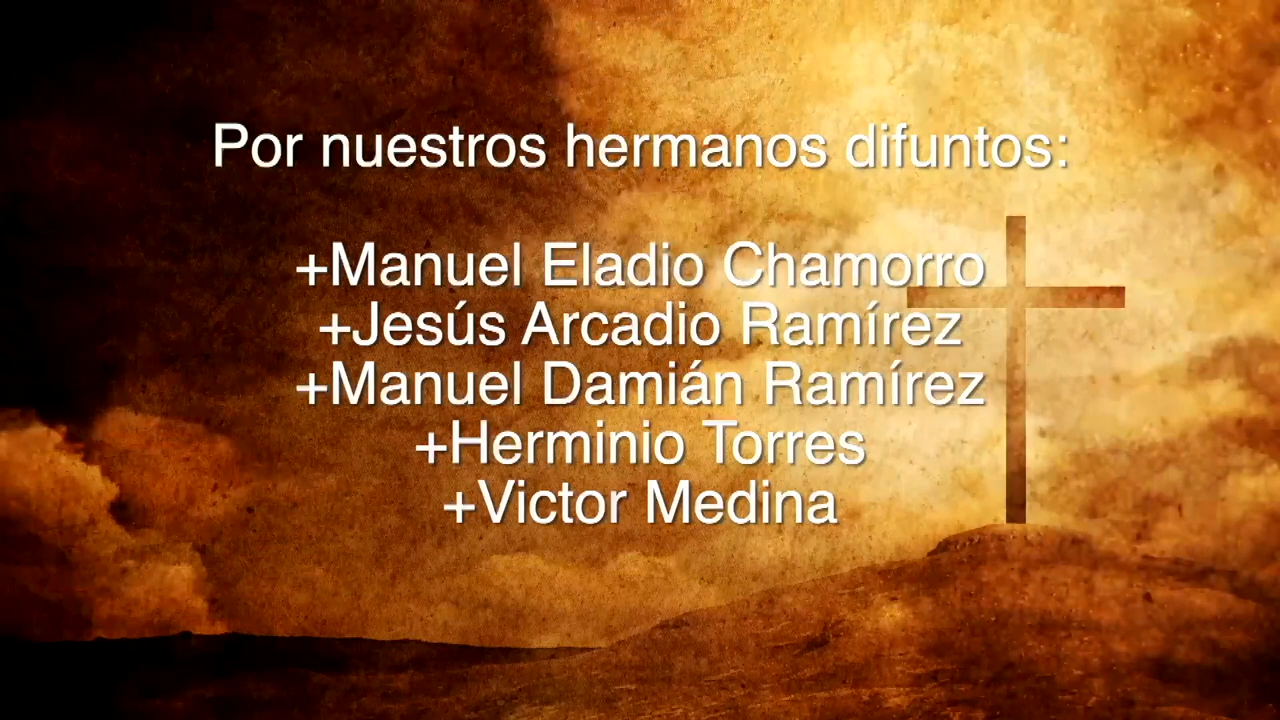 Por nuestros hermanos difuntos:
+Manuel Eladio Chamorro
+Jesús Arcadio Ramírez
+Manuel Damián Ramírez
+Herminio Torres
+Victor Medina